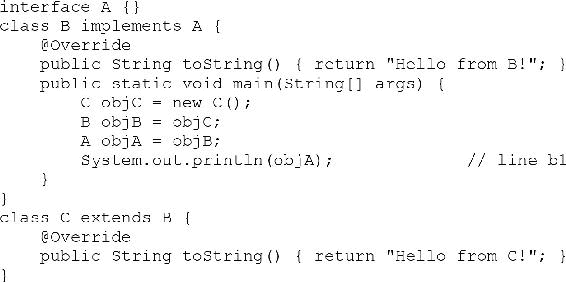 interface A {}
class B implements A {
    @Override
    public String toString() { return "Hello from B!"; }
    public static void main(String[] args) {
        C objC = new C();
        B objB = objC;
        A objA = objB;
        System.out.println(objA);              // line b1
    }
}
class C extends B {
    @Override
    public String toString() { return "Hello from C!"; }
}